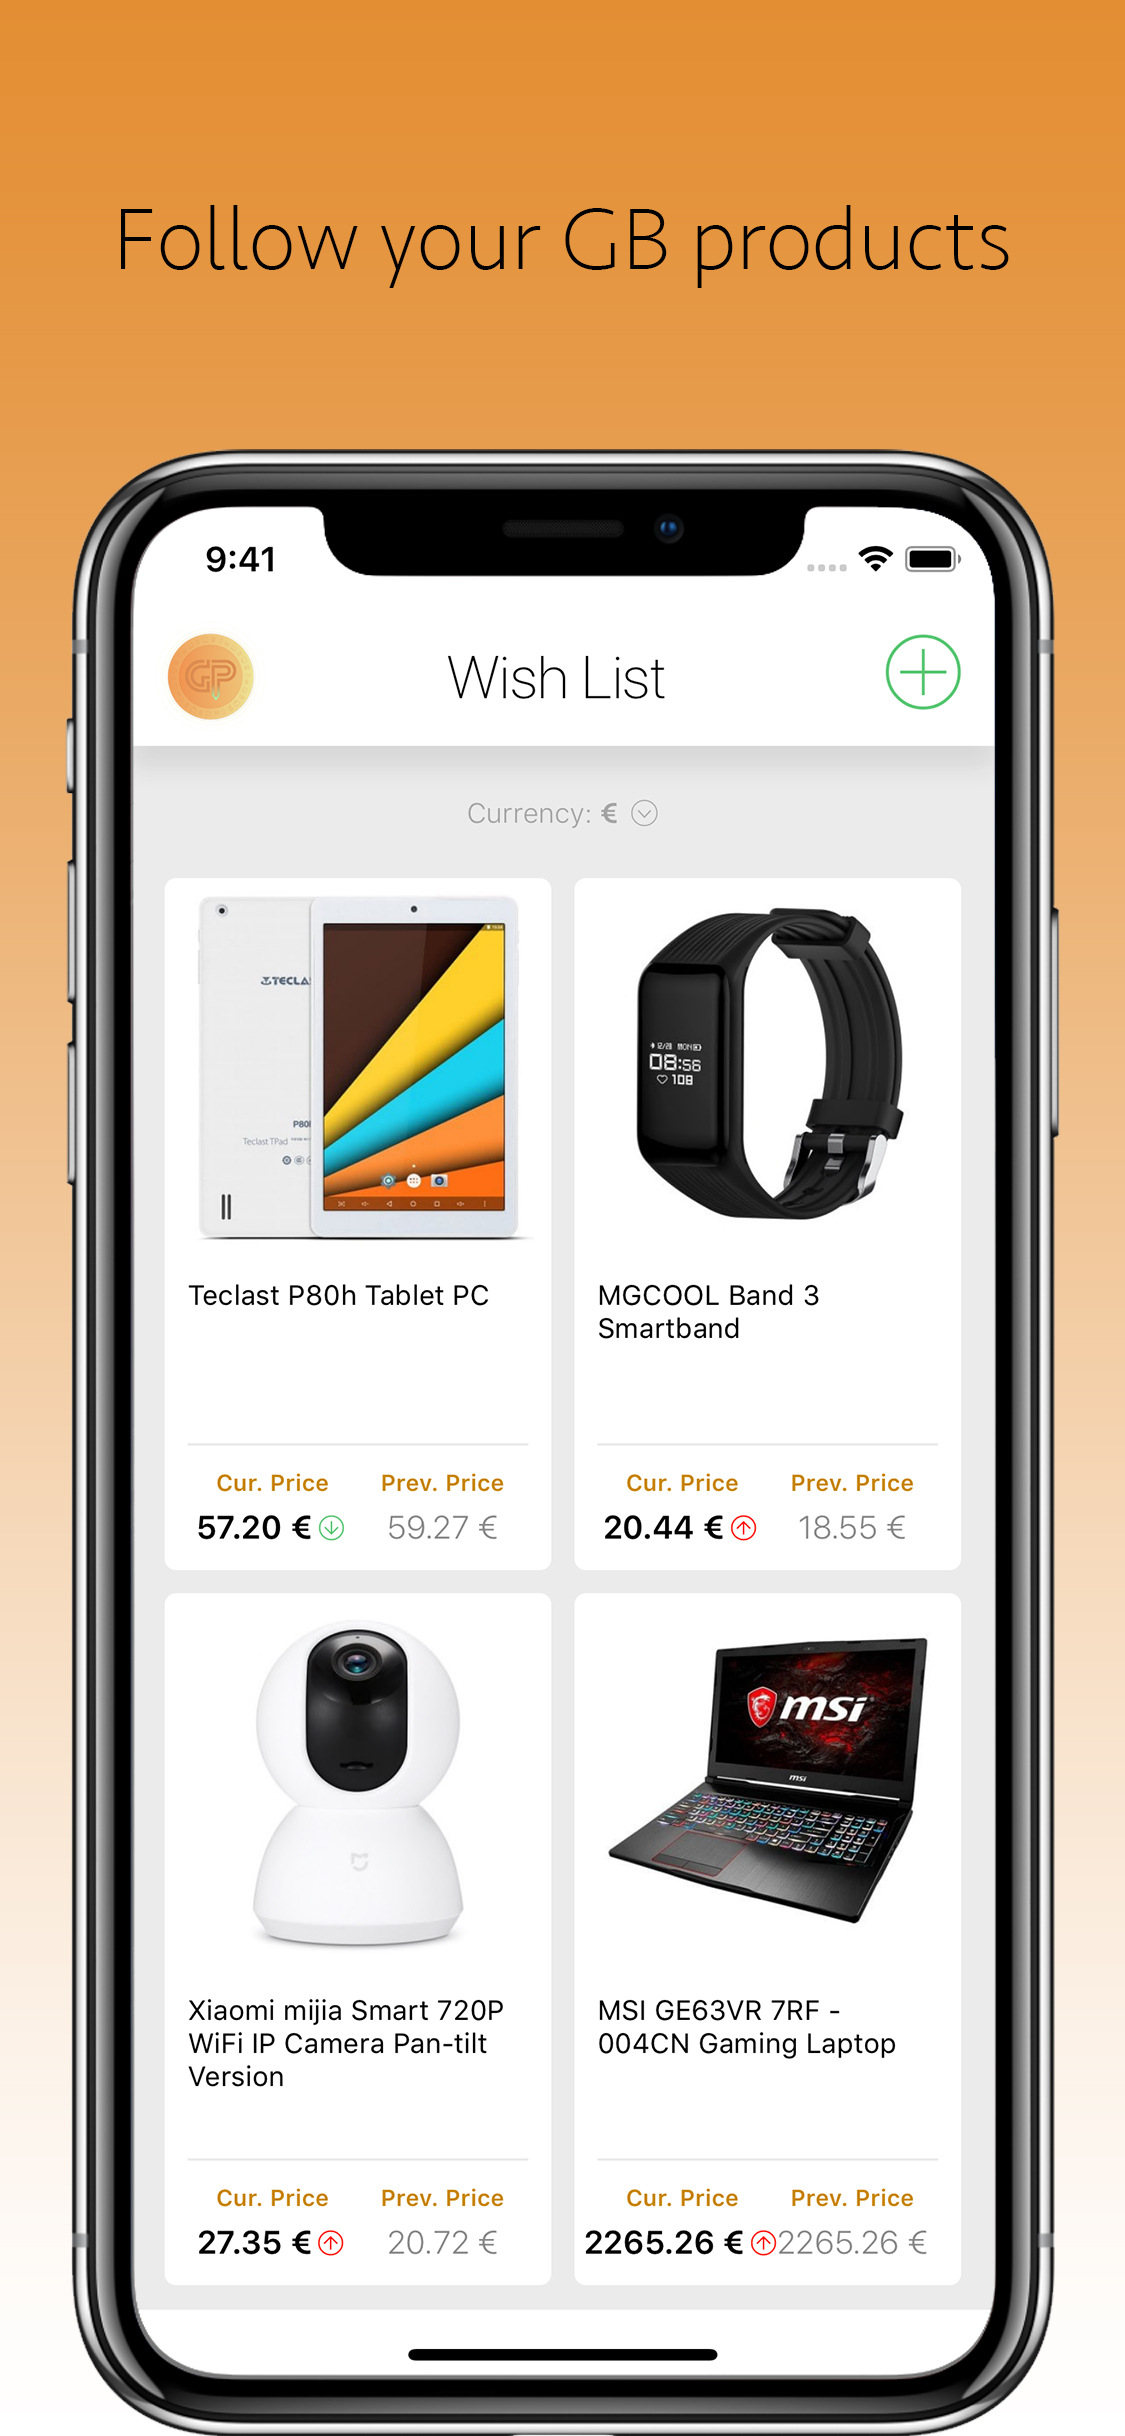 Follow your GB products
9:41
GP
Wish List
Currency: €
TECLA
P80
Teclast TPad
12/28 MON
08:56
108
Teclast P80h Tablet PC
MGCOOL Band 3
Smartband
Cur. Price Prev. Price
57.20 € 59.27 €
Cur. Price Prev. Price
20.44 € 18.55 €
msi
msi
Xiaomi mijia Smart 720P
WiFi IP Camera Pan-tilt
Version
MSI GE63VR 7RF -
004CN Gaming Laptop
Cur. Price Prev. Price
27.35 € 20.72 €
Cur. Price Prev. Price
2265.26 € 2265.26 €